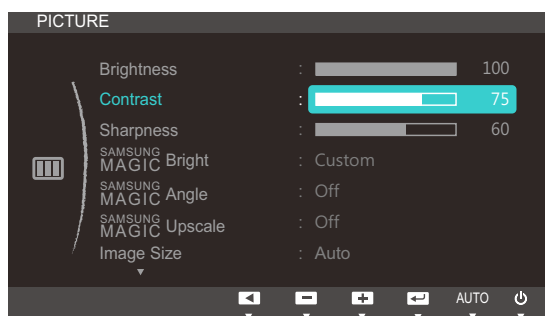 PICTURE
Brightness : 100
Contrast : 75
Sharpness : 60
SAMSUNG MAGIC Bright : Custom
SAMSUNG MAGIC Angle : Off
SAMSUNG MAGIC Upscale : Off
Image Size : Auto
AUTO